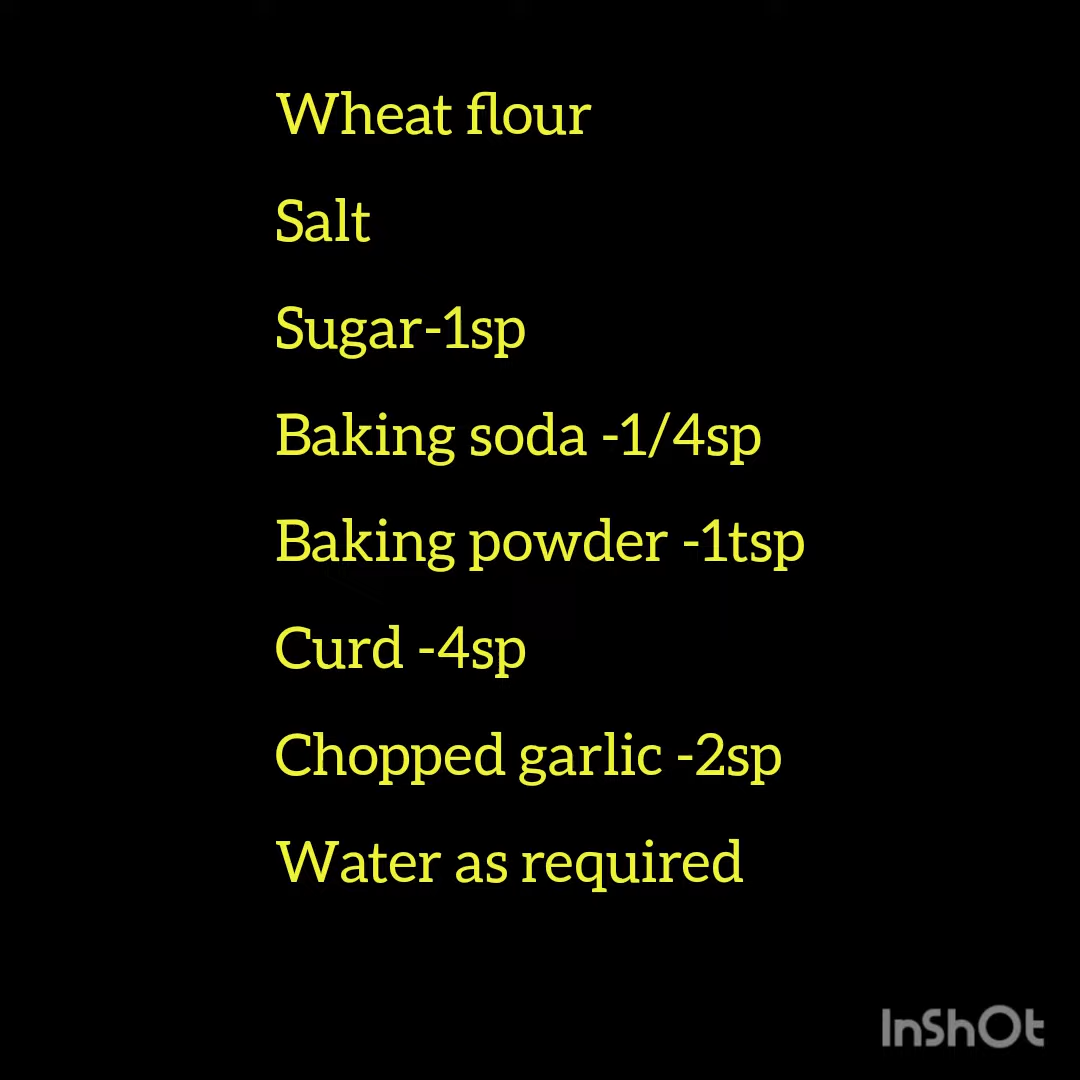 Wheat flour
Salt
Sugar-1sp
Baking soda -1/4sp
Baking powder -1tsp
Curd -4sp
Chopped garlic -2sp
Water as required
InShOt